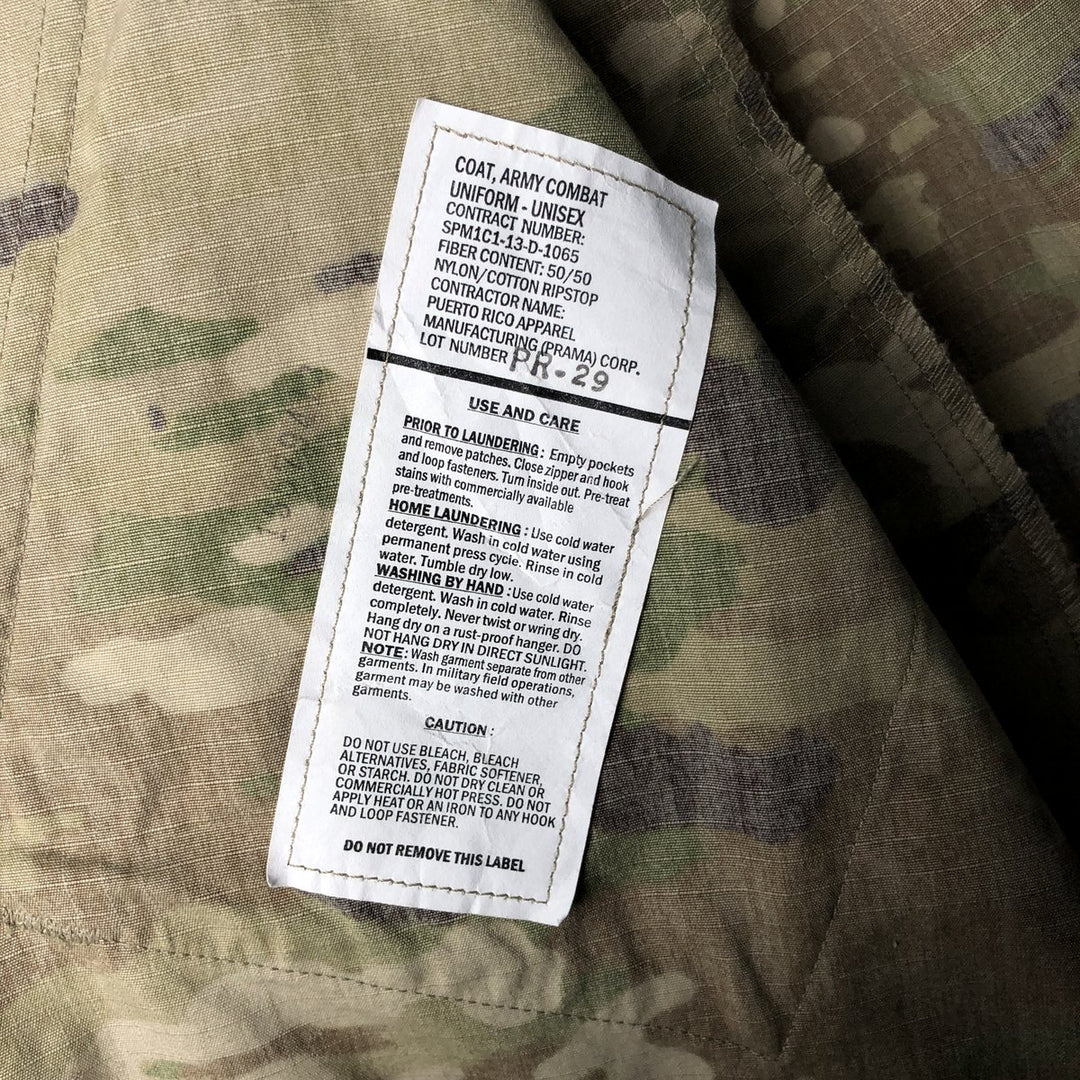 COAT, ARMY COMBAT
UNIFORM - UNISEX
CONTRACT NUMBER:
SPM1C1-13-D-1065
FIBER CONTENT: 50/50
NYLON/COTTON RIPSTOP
CONTRACTOR NAME:
PUERTO RICO APPAREL
MANUFACTURING (PRAMA) CORP.
LOT NUMBER PR-29
USE AND CARE
PRIOR TO LAUNDERING: Empty pockets
and remove patches. Close zipper and hook
and loop fasteners. Turn inside out. Pre-treat
stains with commercially available
pre-treatments.
HOME LAUNDERING : Use cold water
detergent. Wash in cold water using
permanent press cycle. Rinse in cold
water. Tumble dry low.
WASHING BY HAND :Use cold water
detergent. Wash in cold water. Rinse
completely. Never twist or wring dry.
Hang dry on a rust-proof hanger. DO
NOT HANG DRY IN DIRECT SUNLIGHT.
NOTE: Wash garment separate from other
garments. In military field operations,
garment may be washed with other
garments.
CAUTION :
DO NOT USE BLEACH, BLEACH
ALTERNATIVES, FABRIC SOFTENER,
OR STARCH. DO NOT DRY CLEAN OR
COMMERCIALLY HOT PRESS. DO NOT
APPLY HEAT OR AN IRON TO ANY HOOK
AND LOOP FASTENER.
DO NOT REMOVE THIS LABEL